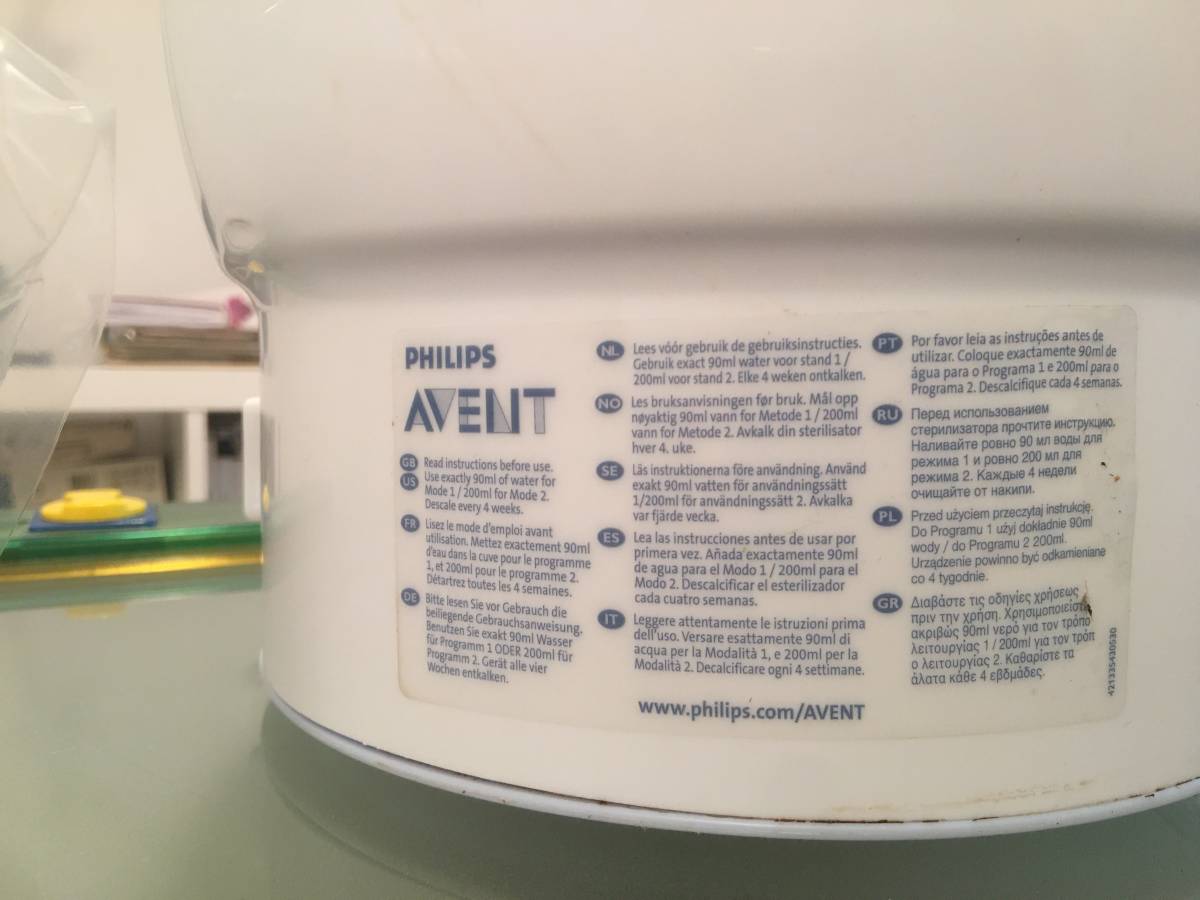 PHILIPS
AVENT
GB
US
Read instructions before use.
Use exactly 90ml of water for
Mode 1 / 200ml for Mode 2.
Descale every 4 weeks.
FR
Lisez le mode d'emploi avant
utilisation. Mettez exactement 90ml
d'eau dans la cuve pour le programme
1, et 200ml pour le programme 2.
Détartrez toutes les 4 semaines.
DE
Bitte lesen Sie vor Gebrauch die
beiliegende Gebrauchsanweisung.
Benutzen Sie exakt 90ml Wasser
für Programm 1 ODER 200ml für
Programm 2. Gerät alle vier
Wochen entkalken.
NL
Lees vóór gebruik de gebruiksinstructies.
Gebruik exact 90ml water voor stand 1 /
200ml voor stand 2. Elke 4 weken ontkalken.
NO
Les bruksanvisningen før bruk. Mål opp
nøyaktig 90ml vann for Metode 1 / 200ml
vann for Metode 2. Avkalk din sterilisator
hver 4. uke.
SE
Läs instruktionerna före användning. Använd
exakt 90ml vatten för användningssätt
1/200ml för användningssätt 2. Avkalka
var fjärde vecka.
ES
Lea las instrucciones antes de usar por
primera vez. Añada exactamente 90ml
de agua para el Modo 1 / 200ml para el
Modo 2. Descalcificar el esterilizador
cada cuatro semanas.
IT
Leggere attentamente le istruzioni prima
dell'uso. Versare esattamente 90ml di
acqua per la Modalità 1, e 200ml per la
Modalità 2. Decalcificare ogni 4 settimane.
www.philips.com/AVENT
PT
Por favor leia as instruções antes de
utilizar. Coloque exactamente 90ml de
água para o Programa 1 e 200ml para o
Programa 2. Descalcifique cada 4 semanas.
RU
Перед использованием
стерилизатора прочтите инструкцию.
Наливайте ровно 90 мл воды для
режима 1 и ровно 200 мл для
режима 2. Каждые 4 недели
очищайте от накипи.
PL
Przed użyciem przeczytaj instrukcję.
Do Programu 1 użyj dokładnie 90ml
wody / do Programu 2 200ml.
Urządzenie powinno być odkamieniane
co 4 tygodnie.
GR
Διαβάστε τις οδηγίες χρήσεως
πριν την χρήση. Χρησιμοποιείστε
ακριβώς 90ml νερό για τον τρόπο
λειτουργίας 1 / 200ml για τον τρόπ
ο λειτουργίας 2. Καθαρίστε τα
άλατα κάθε 4 εβδμάδες.
421335430530